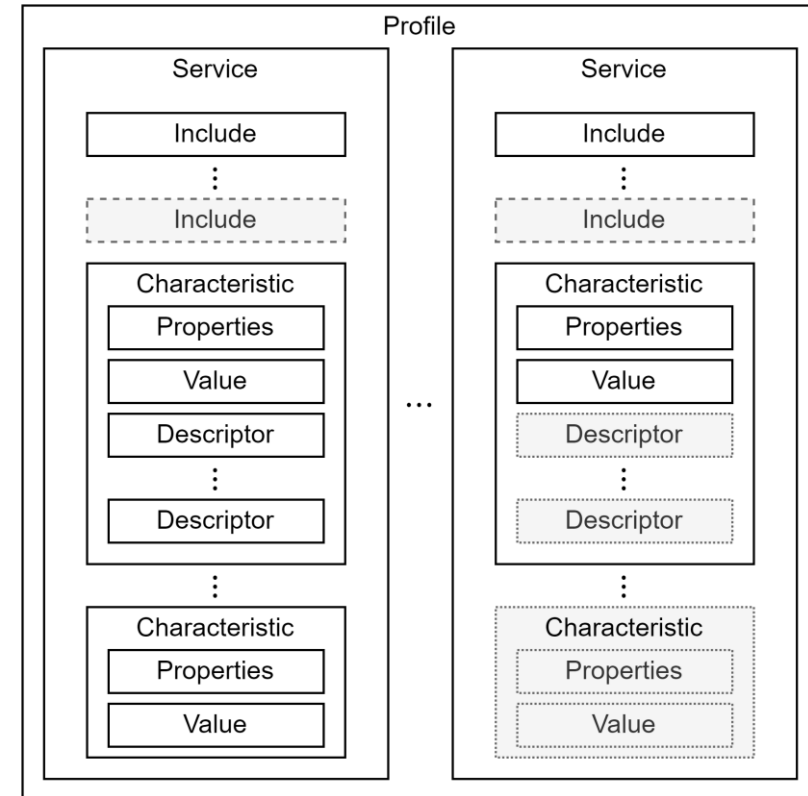 Profile
Service
Include
⋮
Include
Characteristic
Properties
Value
Descriptor
⋮
Descriptor
⋮
Characteristic
Properties
Value
...
Service
Include
⋮
Include
Characteristic
Properties
Value
Descriptor
⋮
Descriptor
⋮
Characteristic
Properties
Value